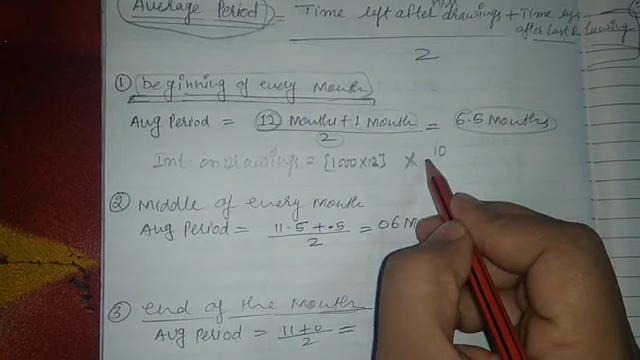 Average Period = Time left after drawings + Time left after Last Drawing
2
① beginning of every Month
Avg Period = 12 Months + 1 Month = 6.5 Months
2
Int. on Drawings = [1000×12] × 10
② Middle of every Month
Avg Period = 11.5 + .5 = 06 M
2
③ end of the Month
Avg Period = 11 + 0 =
2